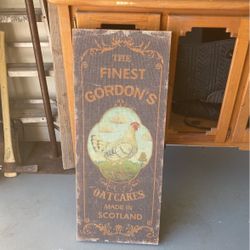 THE
FINEST
GORDON'S
OATCAKES
MADE IN
SCOTLAND